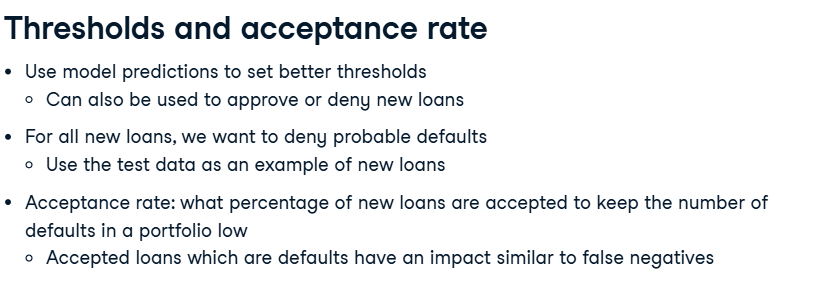 Thresholds and acceptance rate
• Use model predictions to set better thresholds
◦ Can also be used to approve or deny new loans
• For all new loans, we want to deny probable defaults
◦ Use the test data as an example of new loans
• Acceptance rate: what percentage of new loans are accepted to keep the number of
defaults in a portfolio low
◦ Accepted loans which are defaults have an impact similar to false negatives